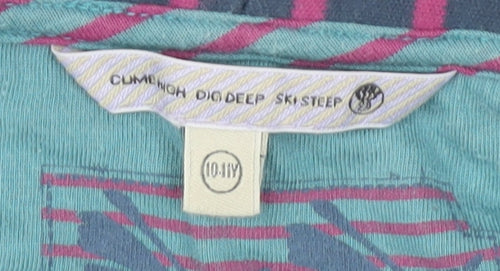 CLIMB HIGH DIG DEEP SKI STEEP
10-11Y